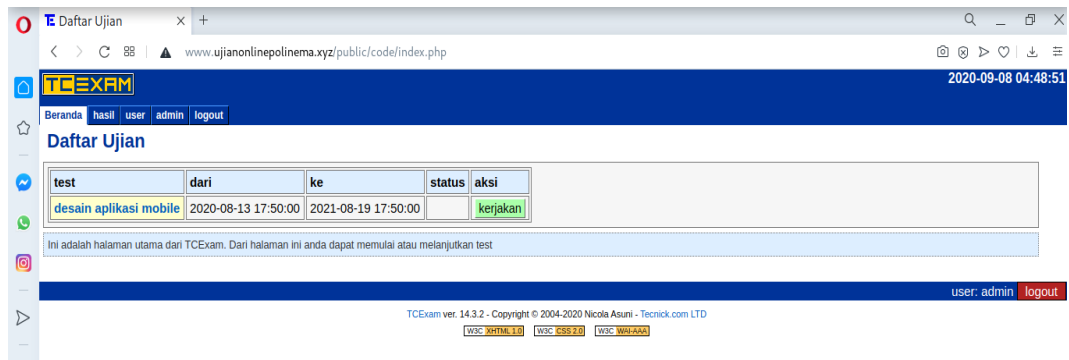 Daftar Ujian
www.ujianonlinepolinema.xyz/public/code/index.php
TCEXAM 2020-09-08 04:48:51
Beranda hasil user admin logout
Daftar Ujian
test dari ke status aksi
desain aplikasi mobile 2020-08-13 17:50:00 2021-08-19 17:50:00 kerjakan
Ini adalah halaman utama dari TCExam. Dari halaman ini anda dapat memulai atau melanjutkan test
user: admin logout
TCExam ver. 14.3.2 - Copyright © 2004-2020 Nicola Asuni - Tecnick.com LTD
W3C XHTML 1.0 W3C CSS 2.0 W3C WAI-AAA